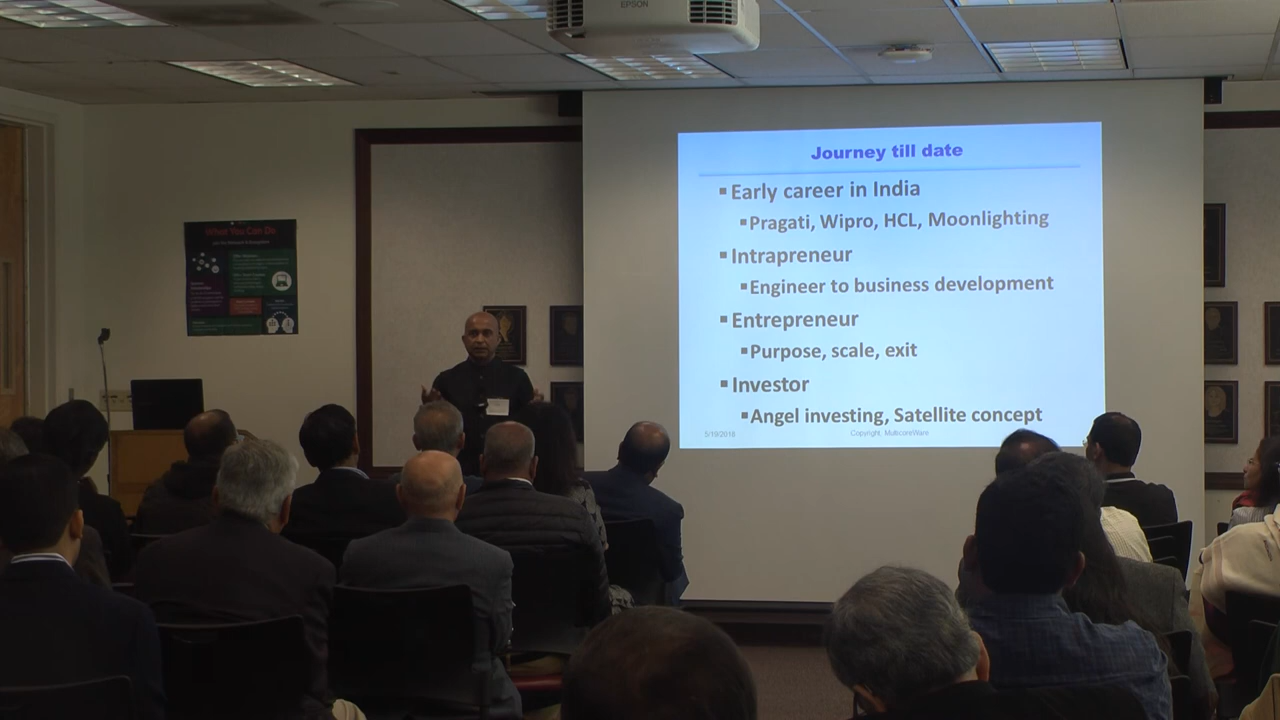 EPSON
Journey till date
▪Early career in India
▪Pragati, Wipro, HCL, Moonlighting
▪Intrapreneur
▪Engineer to business development
▪Entrepreneur
▪Purpose, scale, exit
▪Investor
▪Angel investing, Satellite concept
5/19/2018
Copyright, MulticoreWare
What You Can Do